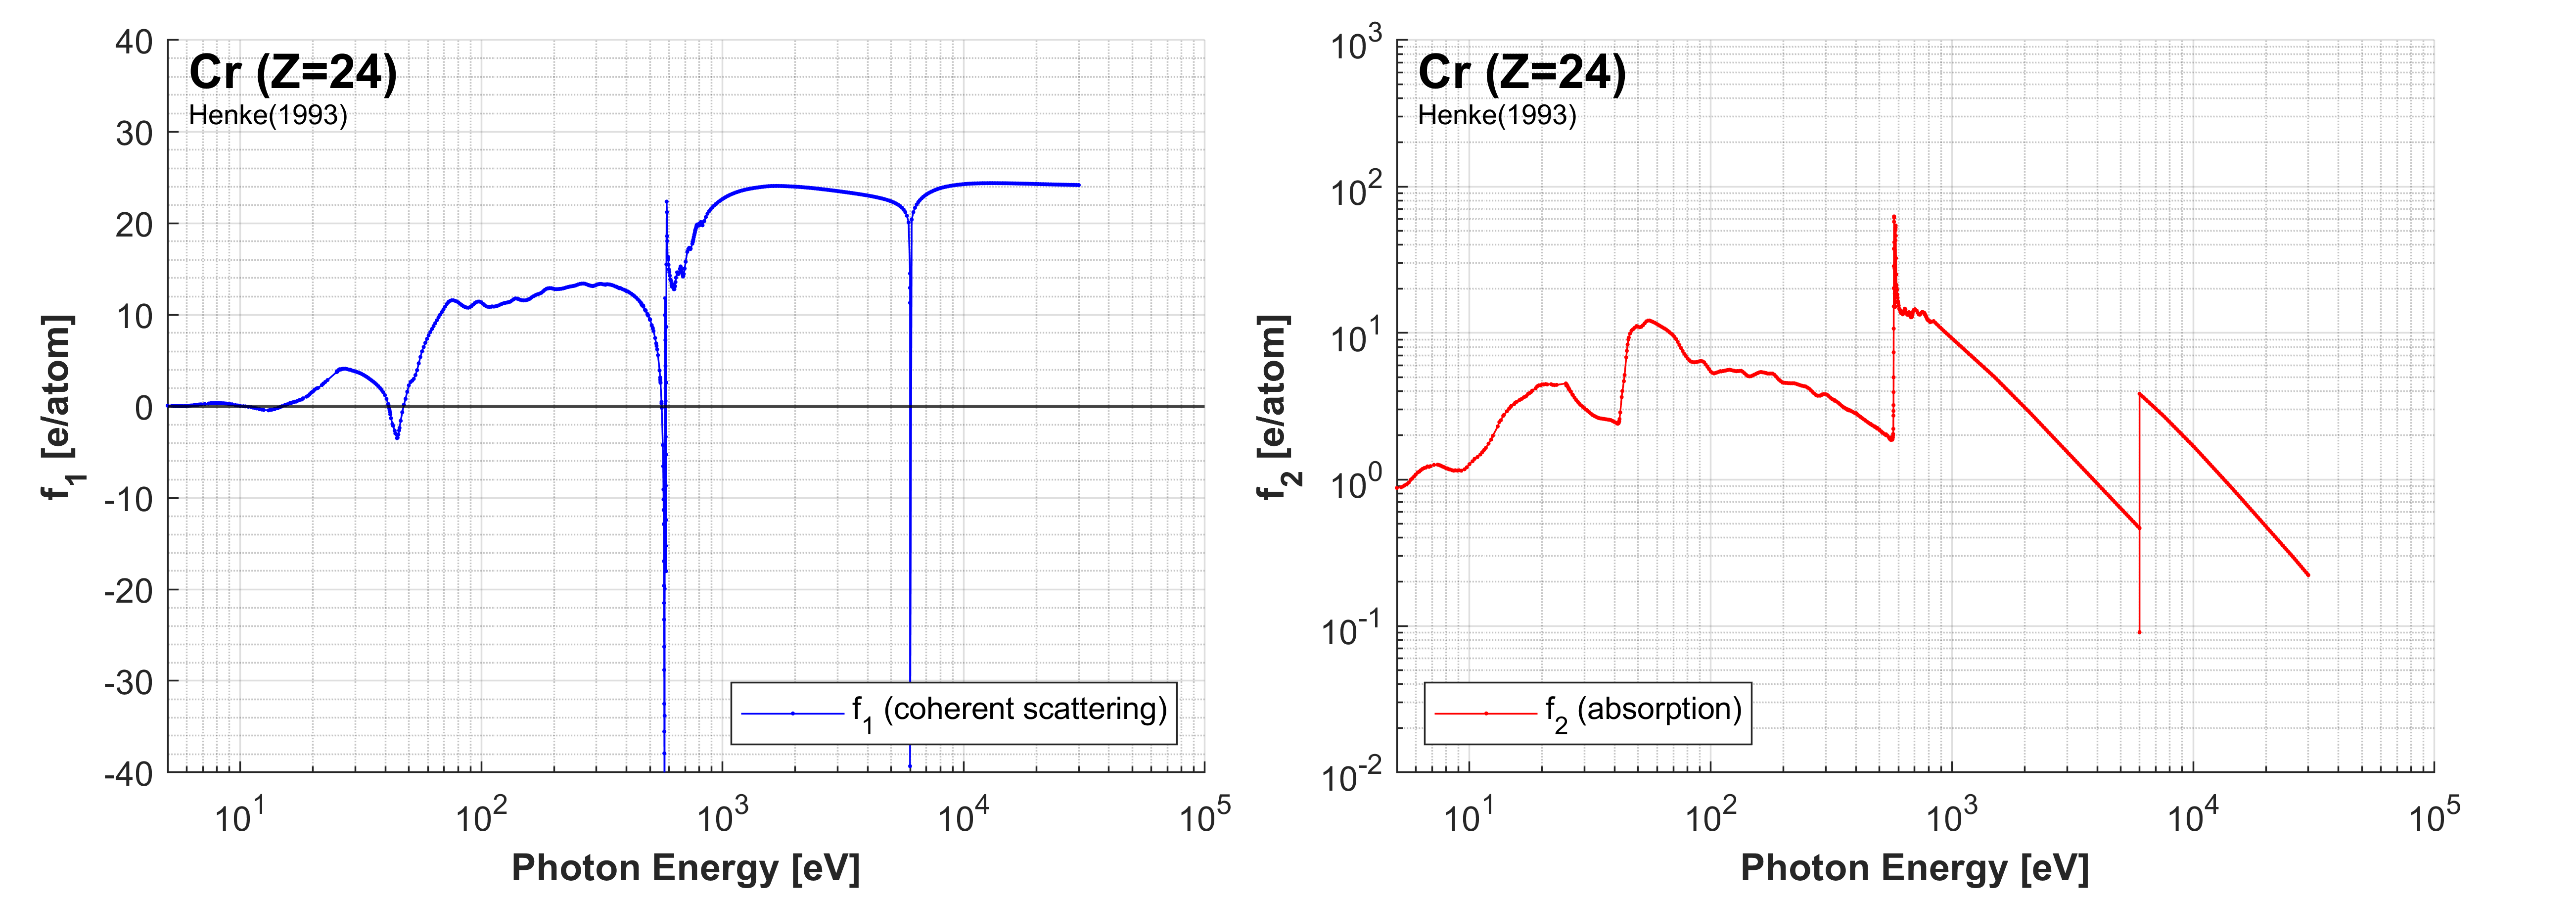 Cr (Z=24)
Henke(1993)
40
30
20
10
0
-10
-20
-30
-40
f1 [e/atom]
f1 (coherent scattering)
10^1 10^2 10^3 10^4 10^5
Photon Energy [eV]
Cr (Z=24)
Henke(1993)
10^3
10^2
10^1
10^0
10^-1
10^-2
f2 [e/atom]
f2 (absorption)
10^1 10^2 10^3 10^4 10^5
Photon Energy [eV]